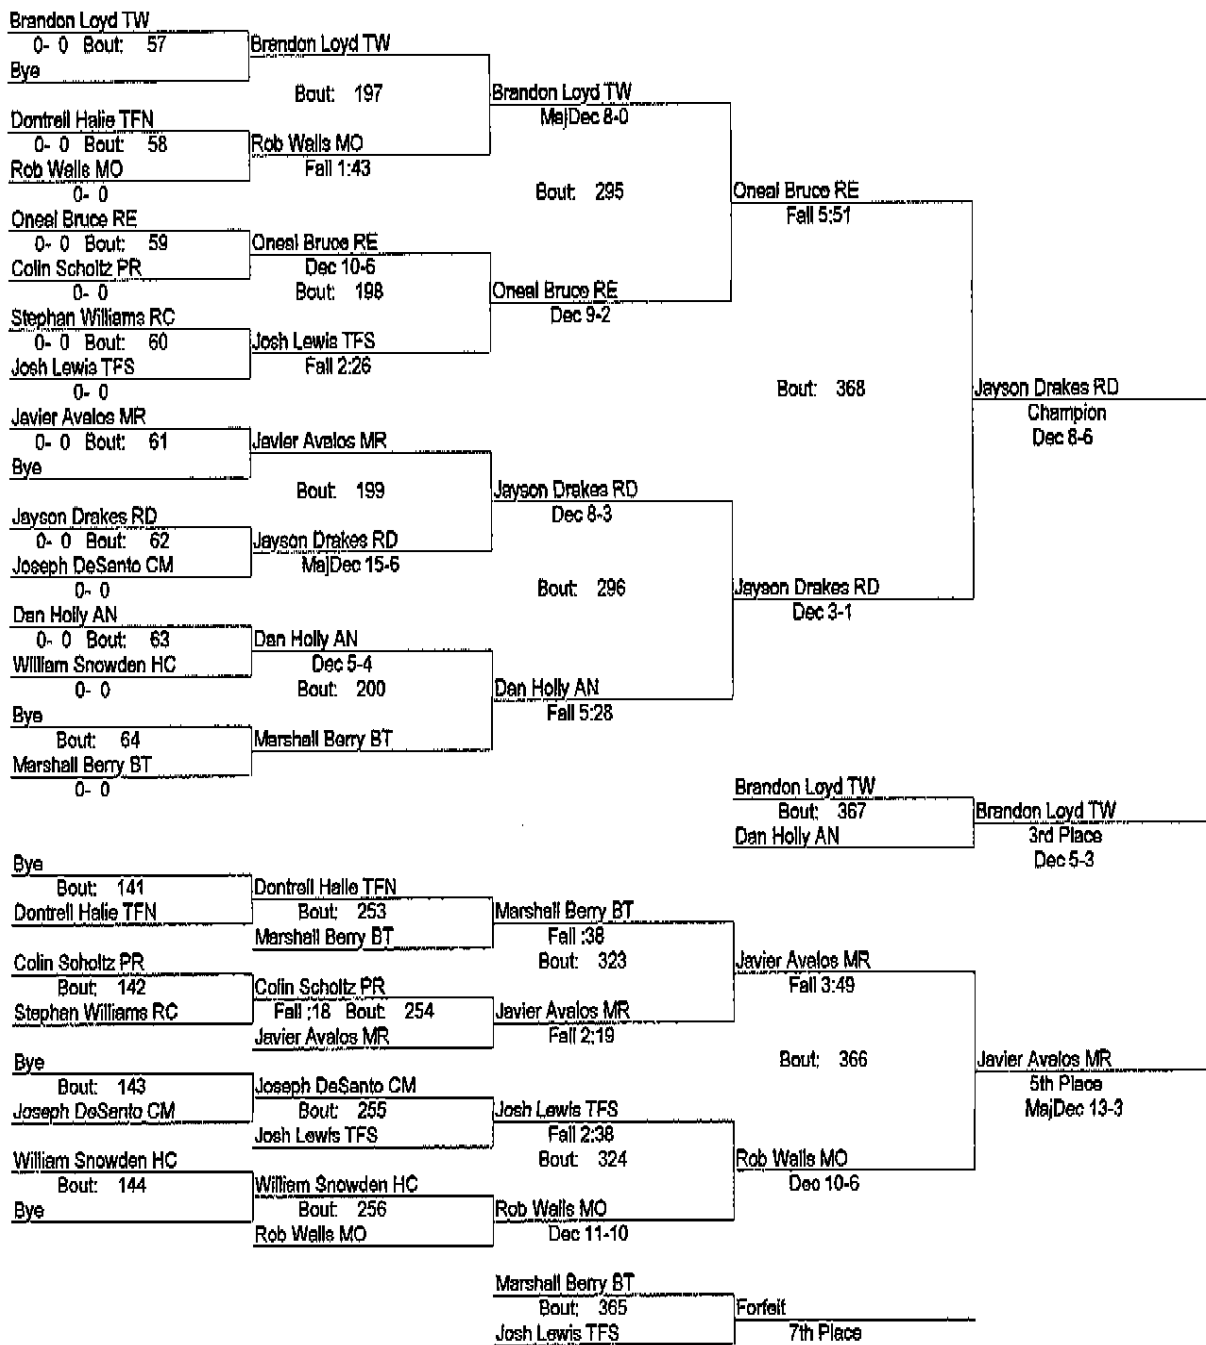 Brandon Loyd TW
0- 0 Bout: 57
Bye
Brandon Loyd TW
Bout: 197
Dontrell Halie TFN
0- 0 Bout: 58
Rob Walls MO
0- 0
Rob Walls MO
Fall 1:43
Brandon Loyd TW
MajDec 8-0
Bout: 295
Oneal Bruce RE
0- 0 Bout: 59
Colin Scholtz PR
0- 0
Oneal Bruce RE
Dec 10-6
Bout: 198
Stephan Williams RC
0- 0 Bout: 60
Josh Lewis TFS
0- 0
Josh Lewis TFS
Fall 2:26
Oneal Bruce RE
Dec 9-2
Oneal Bruce RE
Fall 5:51
Bout: 368
Jayson Drakes RD
Champion
Dec 8-6
Javier Avalos MR
0- 0 Bout: 61
Bye
Javier Avalos MR
Bout: 199
Jayson Drakes RD
0- 0 Bout: 62
Joseph DeSanto CM
0- 0
Jayson Drakes RD
MajDec 15-6
Jayson Drakes RD
Dec 8-3
Bout: 296
Jayson Drakes RD
Dec 3-1
Dan Holly AN
0- 0 Bout: 63
William Snowden HC
0- 0
Dan Holly AN
Dec 5-4
Bout: 200
Bye
Bout: 64
Marshall Berry BT
0- 0
Marshall Berry BT
Dan Holly AN
Fall 5:28
Brandon Loyd TW
Bout: 367
Dan Holly AN
Brandon Loyd TW
3rd Place
Dec 5-3
Bye
Bout: 141
Dontrell Halie TFN
Dontrell Halie TFN
Bout: 253
Marshall Berry BT
Marshall Berry BT
Fall :38
Bout: 323
Colin Scholtz PR
Bout: 142
Stephan Williams RC
Colin Scholtz PR
Fall :18 Bout: 254
Javier Avalos MR
Javier Avalos MR
Fall 2:19
Javier Avalos MR
Fall 3:49
Bout: 366
Javier Avalos MR
5th Place
MajDec 13-3
Bye
Bout: 143
Joseph DeSanto CM
Joseph DeSanto CM
Bout: 255
Josh Lewis TFS
Josh Lewis TFS
Fall 2:38
Bout: 324
William Snowden HC
Bout: 144
Bye
William Snowden HC
Bout: 256
Rob Walls MO
Rob Walls MO
Dec 11-10
Rob Walls MO
Dec 10-6
Marshall Berry BT
Bout: 365
Josh Lewis TFS
Forfeit
7th Place